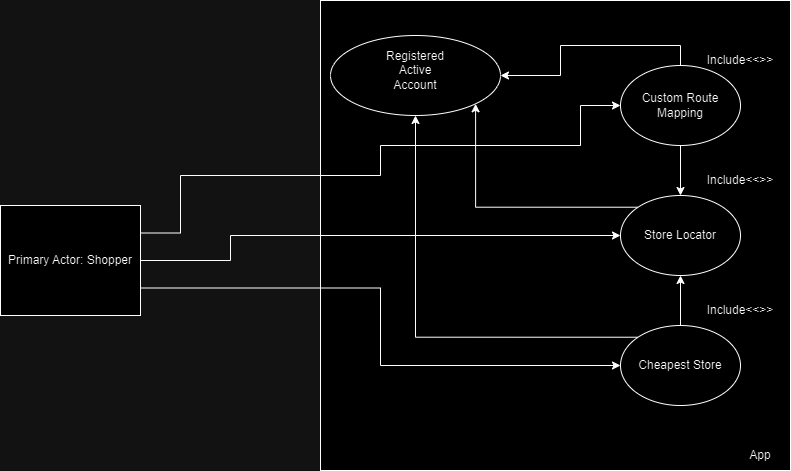 Registered
Active
Account
Include<<>>
Custom Route
Mapping
Include<<>>
Primary Actor: Shopper
Store Locator
Include<<>>
Cheapest Store
App